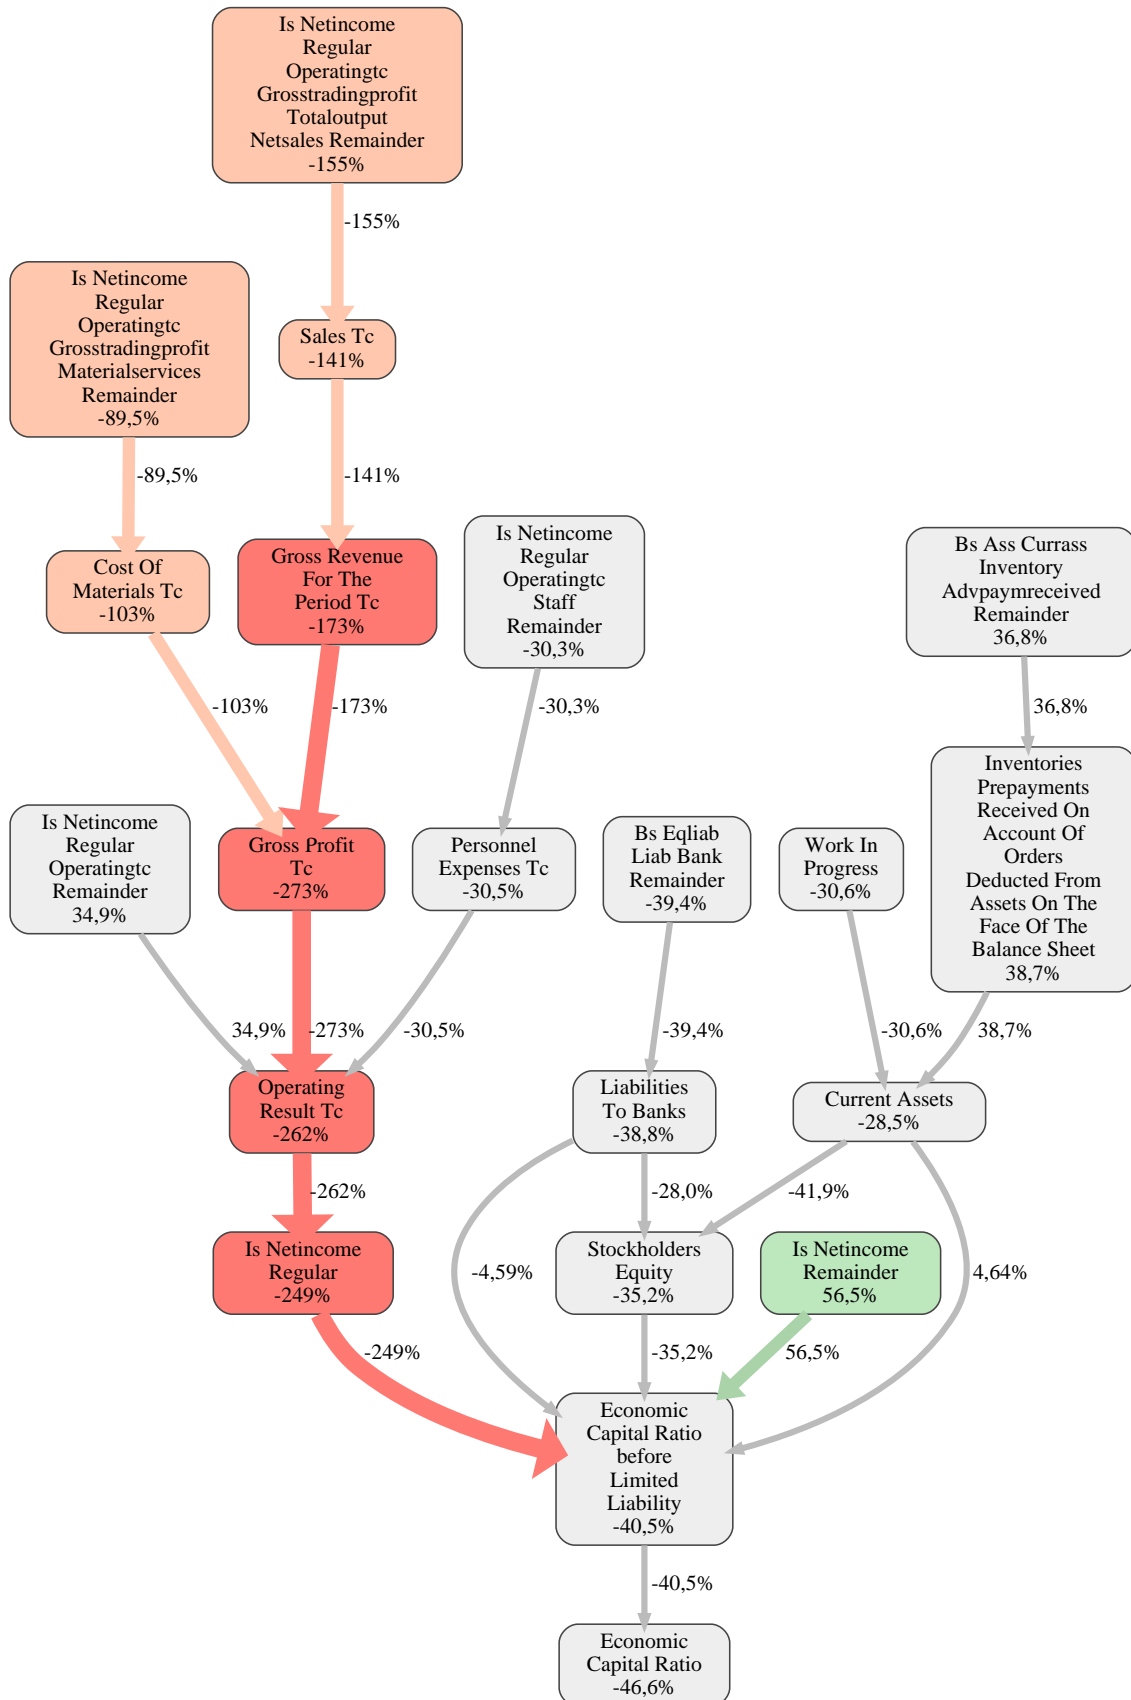 Is Netincome
Regular
Operatingtc
Grosstradingprofit
Totaloutput
Netsales Remainder
-155%
-155%
Is Netincome
Regular
Operatingtc
Grosstradingprofit
Materialservices
Remainder
-89,5%
Sales Tc
-141%
-89,5%
-141%
Cost Of
Materials Tc
-103%
Gross Revenue
For The
Period Tc
-173%
Is Netincome
Regular
Operatingtc
Staff
Remainder
-30,3%
Bs Ass Currass
Inventory
Advpaymreceived
Remainder
36,8%
-103%
-173%
-30,3%
36,8%
Is Netincome
Regular
Operatingtc
Remainder
34,9%
Gross Profit
Tc
-273%
Personnel
Expenses Tc
-30,5%
Bs Eqliab
Liab Bank
Remainder
-39,4%
Work In
Progress
-30,6%
Inventories
Prepayments
Received On
Account Of
Orders
Deducted From
Assets On The
Face Of The
Balance Sheet
38,7%
34,9%
-273%
-30,5%
-39,4%
-30,6%
38,7%
Operating
Result Tc
-262%
Liabilities
To Banks
-38,8%
Current Assets
-28,5%
-262%
-28,0%
-41,9%
Is Netincome
Regular
-249%
-4,59%
Stockholders
Equity
-35,2%
Is Netincome
Remainder
56,5%
4,64%
-249%
-35,2%
56,5%
Economic
Capital Ratio
before
Limited
Liability
-40,5%
-40,5%
Economic
Capital Ratio
-46,6%